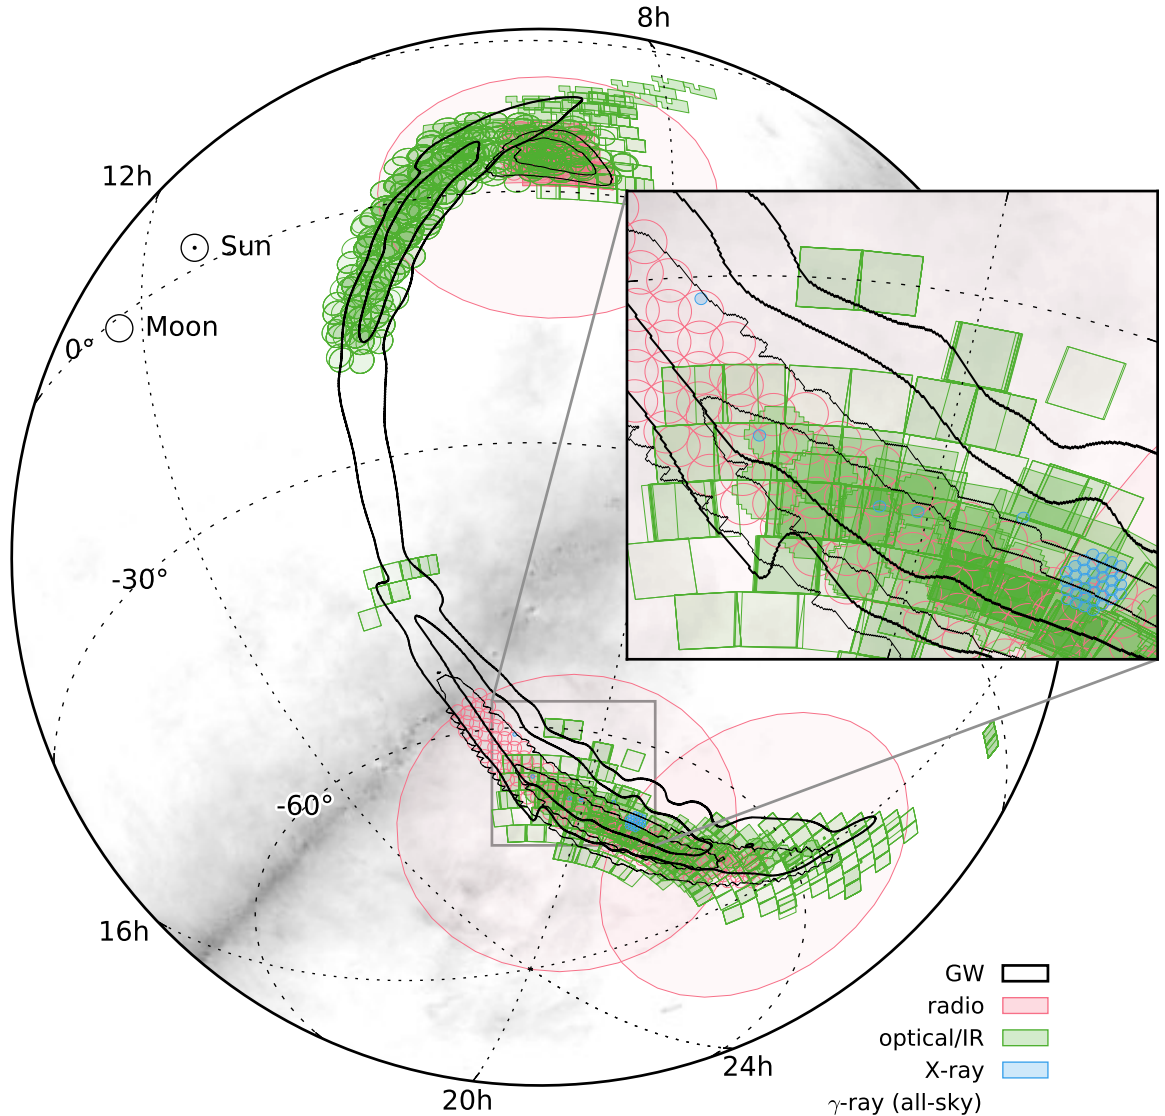 8h
12h
Sun
Moon
0°
-30°
-60°
16h
GW
radio
optical/IR
X-ray
24h
20h
γ-ray (all-sky)